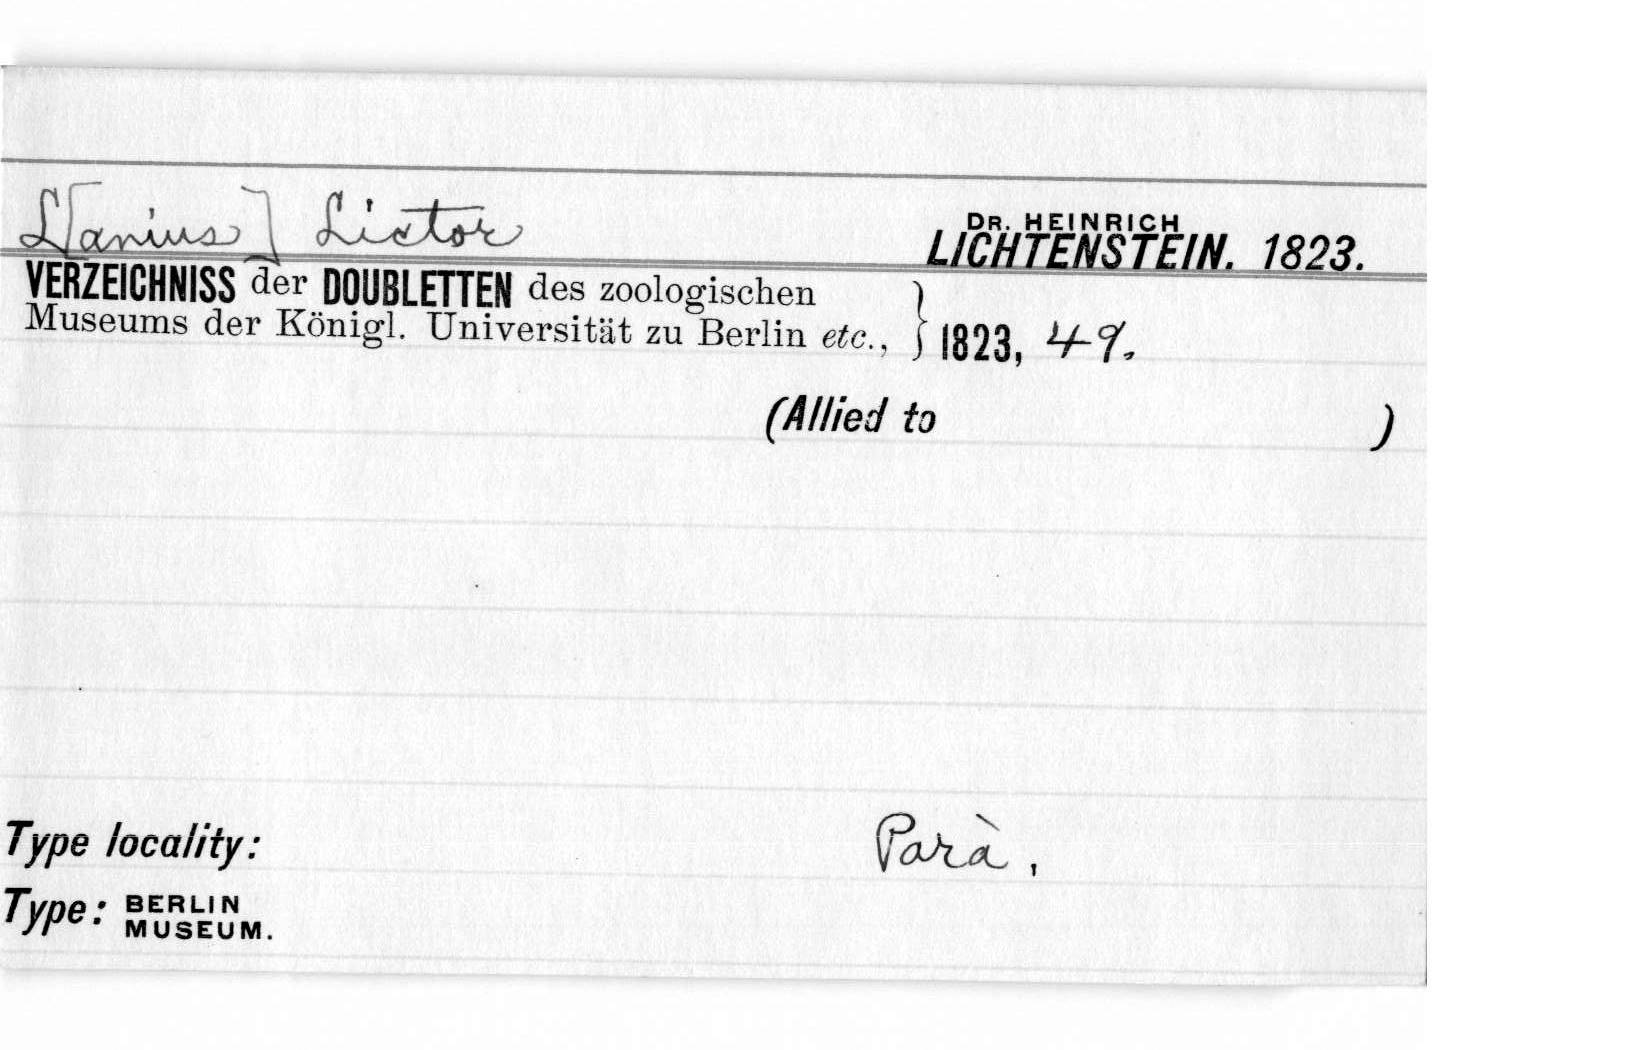 L[anius] Lictor
DR. HEINRICH
LICHTENSTEIN. 1823.
VERZEICHNISS der DOUBLETTEN des zoologischen
Museums der Königl. Universität zu Berlin etc., } 1823, 49.
(Allied to )
Type locality: Parà,
Type: BERLIN
MUSEUM.